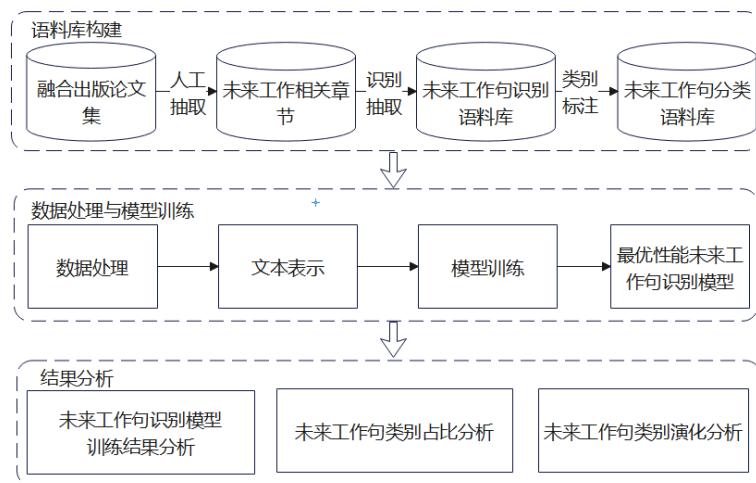 语料库构建
融合出版论文
集
人工
抽取
未来工作相关章
节
识别
抽取
未来工作句识别
语料库
类别
标注
未来工作句分类
语料库
数据处理与模型训练
数据处理
文本表示
模型训练
最优性能未来工
作句识别模型
结果分析
未来工作句识别模型
训练结果分析
未来工作句类别占比分析
未来工作句类别演化分析